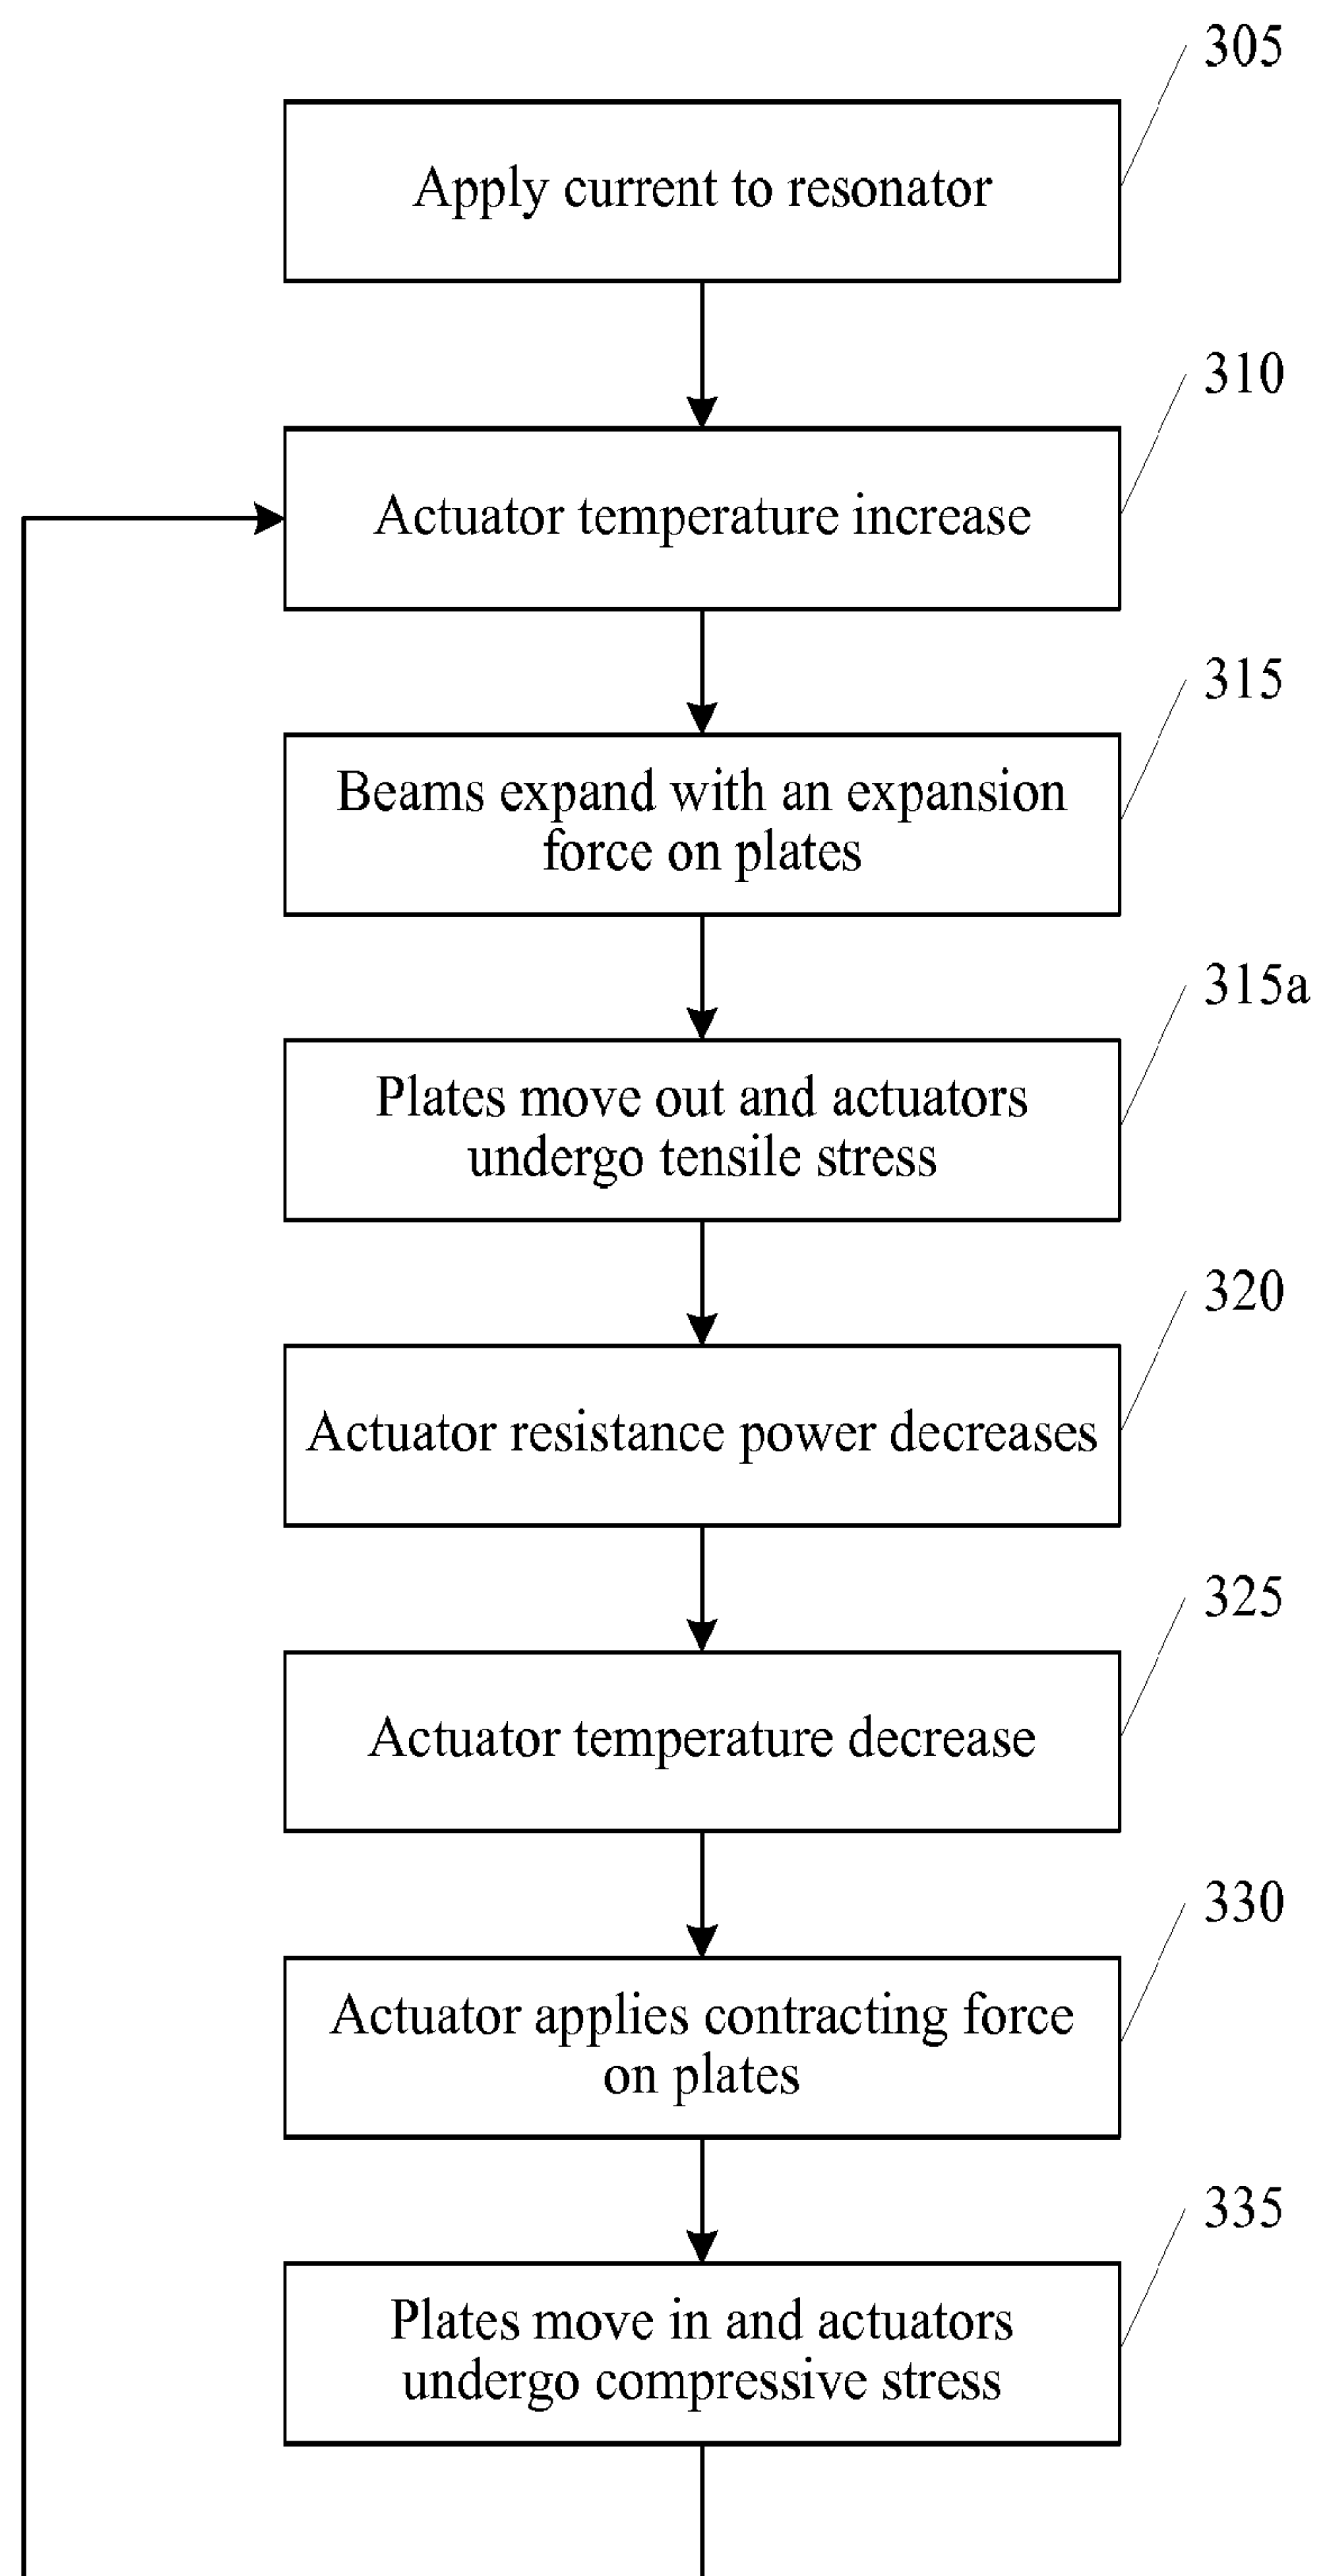 305
Apply current to resonator
310
Actuator temperature increase
315
Beams expand with an expansion
force on plates
315a
Plates move out and actuators
undergo tensile stress
320
Actuator resistance power decreases
325
Actuator temperature decrease
330
Actuator applies contracting force
on plates
335
Plates move in and actuators
undergo compressive stress